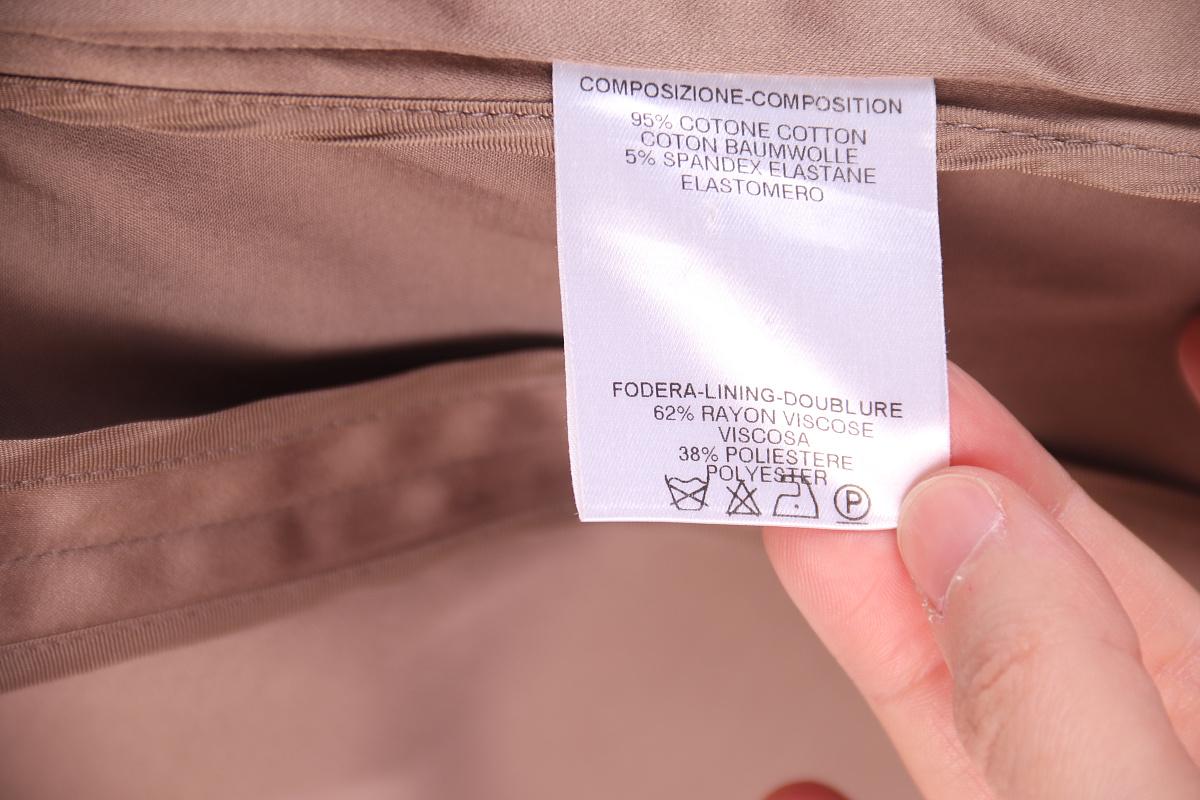 COMPOSIZIONE-COMPOSITION
95% COTONE COTTON
COTON BAUMWOLLE
5% SPANDEX ELASTANE
ELASTOMERO
FODERA-LINING-DOUBLURE
62% RAYON VISCOSE
VISCOSA
38% POLIESTERE
POLYESTER
P